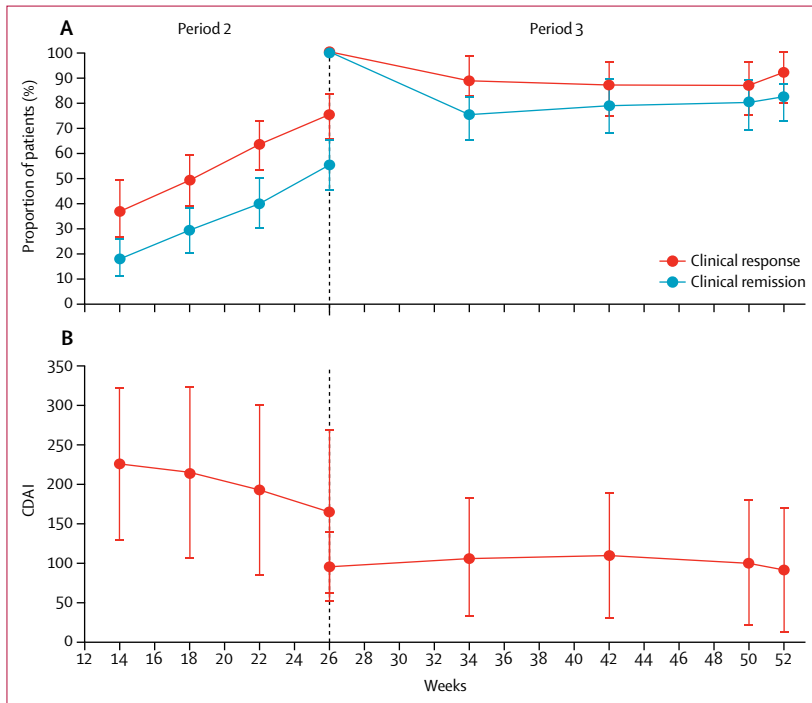 Period 2 Period 3
A
Proportion of patients (%)
100
90
80
70
60
50
40
30
20
10
0
Clinical response
Clinical remission
B
CDAI
350
300
250
200
150
100
50
0
12 14 16 18 20 22 24 26 28 30 32 34 36 38 40 42 44 46 48 50 52
Weeks